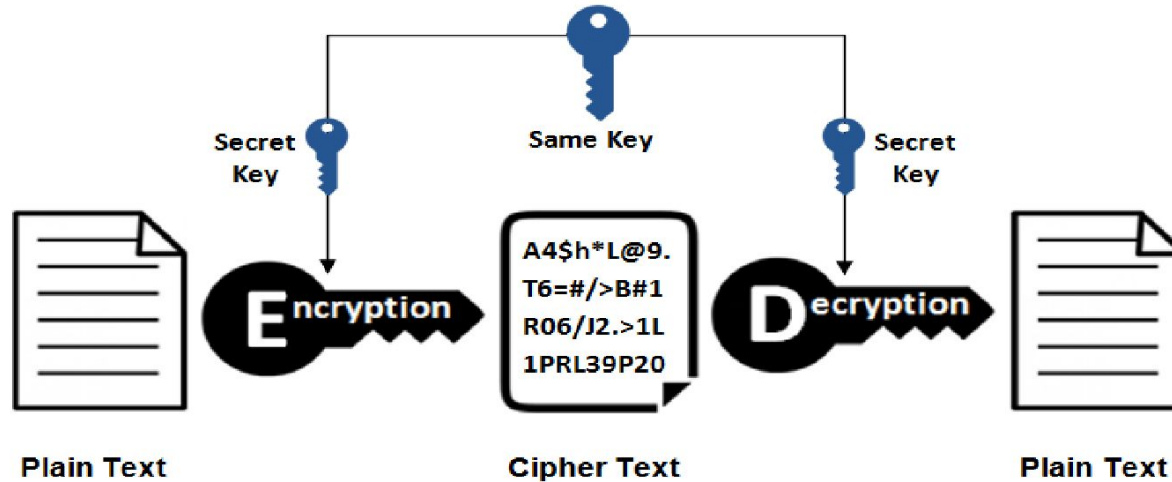 Same Key
Secret
Key
Secret
Key
Encryption
A4$h*L@9.
T6=#/>B#1
R06/J2.>1L
1PRL39P20
Decryption
Plain Text
Cipher Text
Plain Text